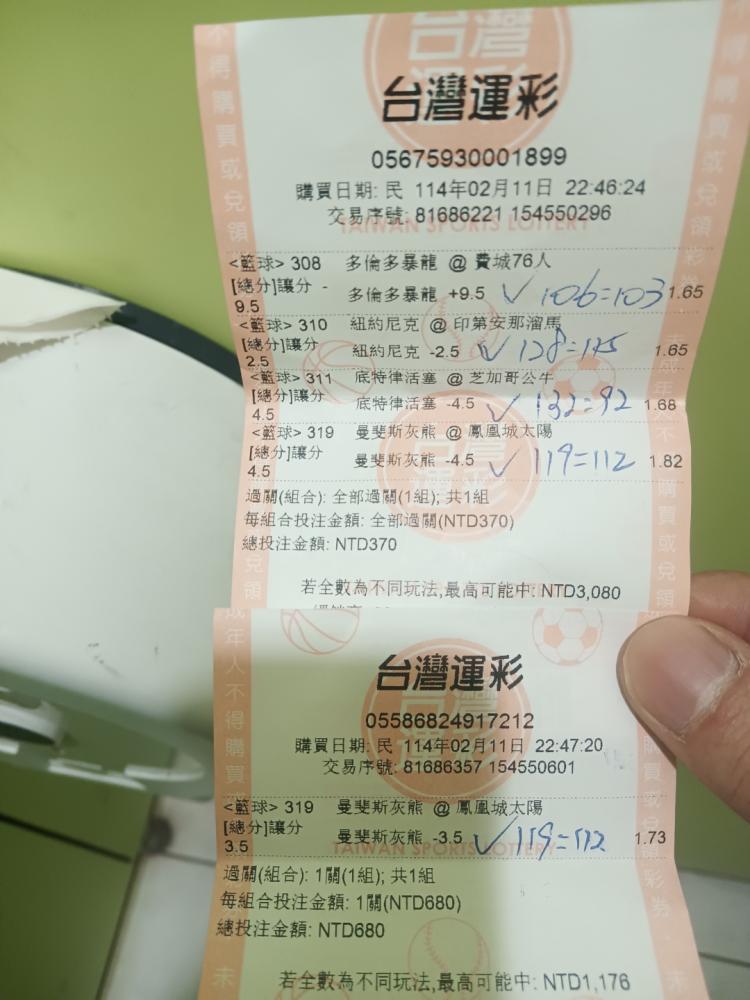 台灣運彩
05675930001899
購買日期: 民 114年02月11日 22:46:24
交易序號: 81686221 154550296
TAIWAN SPORTS LOTTERY
<籃球> 308 多倫多暴龍 @ 費城76人
[總分]讓分 -
9.5
多倫多暴龍 +9.5 ✓ 106=103 1.65
<籃球> 310 紐約尼克 @ 印第安那溜馬
[總分]讓分
2.5
紐約尼克 -2.5 ✓ 128=115 1.65
<籃球> 311 底特律活塞 @ 芝加哥公牛
[總分]讓分
4.5
底特律活塞 -4.5 ✓ 132=92 1.68
<籃球> 319 曼斐斯灰熊 @ 鳳凰城太陽
[總分]讓分
4.5
曼斐斯灰熊 -4.5 ✓ 119=112 1.82
過關(組合): 全部過關(1組); 共1組
每組合投注金額: 全部過關(NTD370)
總投注金額: NTD370
若全數為不同玩法,最高可能中: NTD3,080
台灣運彩
05586824917212
購買日期: 民 114年02月11日 22:47:20
交易序號: 81686357 154550601
<籃球> 319 曼斐斯灰熊 @ 鳳凰城太陽
[總分]讓分
3.5
曼斐斯灰熊 -3.5 ✓ 119=112 1.73
TAIWAN SPORTS LOTTERY
過關(組合): 1關(1組); 共1組
每組合投注金額: 1關(NTD680)
總投注金額: NTD680
若全數為不同玩法,最高可能中: NTD1,176